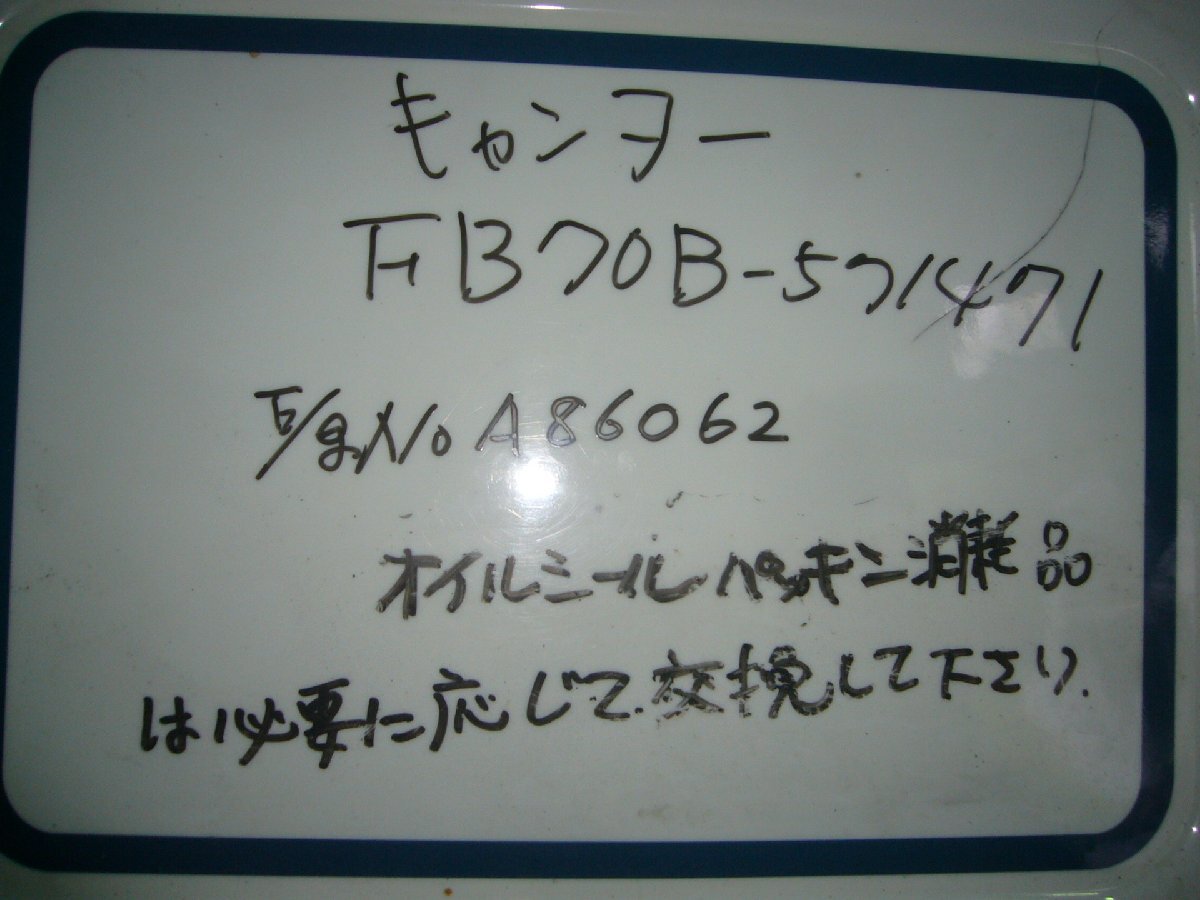 キャンター
FB70B-571471
E/g No A86062
オイルシール パッキン 消耗品
は必要に応じて交換して下さい.